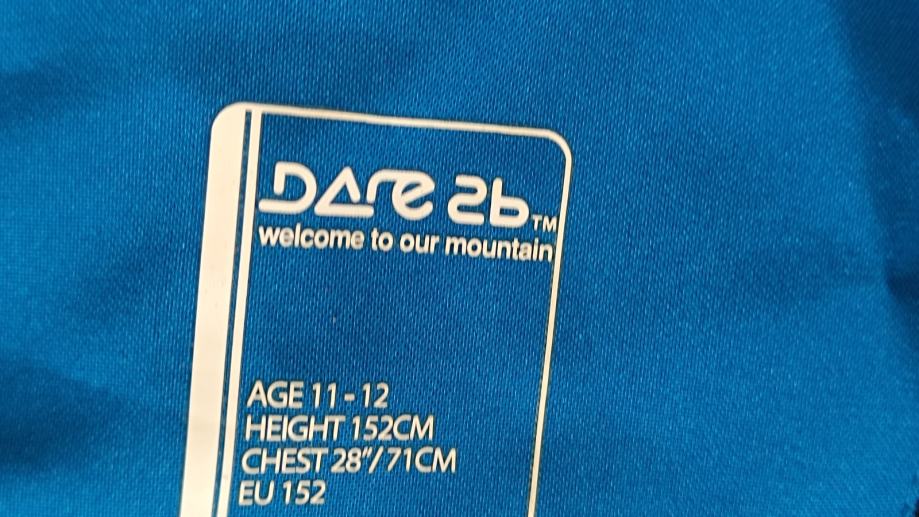 Dare 2b™
welcome to our mountain
AGE 11-12
HEIGHT 152CM
CHEST 28"/71CM
EU 152